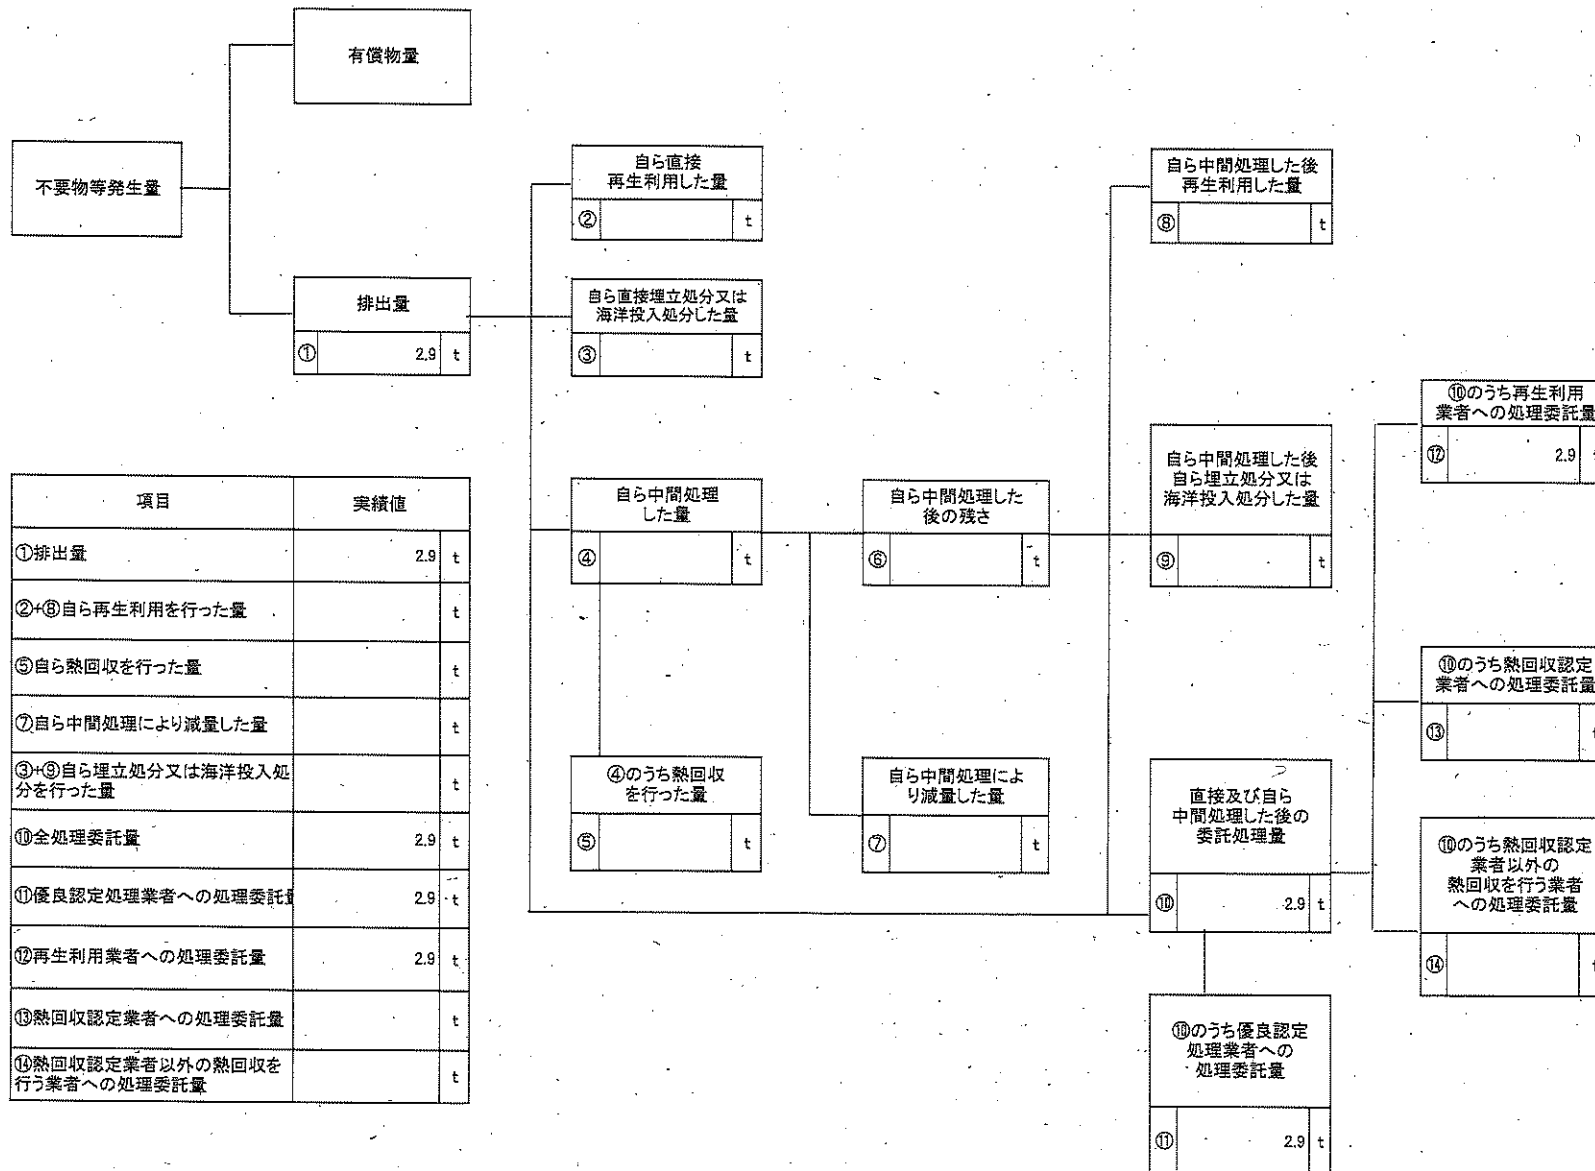 有償物量
不要物等発生量
排出量
① 2.9 t
自ら直接
再生利用した量
② t
自ら直接埋立処分又は
海洋投入処分した量
③ t
自ら中間処理
した量
④ t
④のうち熱回収
を行った量
⑤ t
自ら中間処理した
後の残さ
⑥ t
自ら中間処理によ
り減量した量
⑦ t
自ら中間処理した後
再生利用した量
⑧ t
自ら中間処理した後
自ら埋立処分又は
海洋投入処分した量
⑨ t
直接及び自ら
中間処理した後の
委託処理量
⑩ 2.9 t
⑩のうち優良認定
処理業者への
処理委託量
⑪ 2.9 t
⑩のうち再生利用
業者への処理委託量
⑫ 2.9 t
⑩のうち熱回収認定
業者への処理委託量
⑬ t
⑩のうち熱回収認定
業者以外の
熱回収を行う業者
への処理委託量
⑭ t
項目 実績値
①排出量 2.9 t
②+⑧自ら再生利用を行った量 t
⑤自ら熱回収を行った量 t
⑦自ら中間処理により減量した量 t
③+⑨自ら埋立処分又は海洋投入処
分を行った量 t
⑩全処理委託量 2.9 t
⑪優良認定処理業者への処理委託量 2.9 t
⑫再生利用業者への処理委託量 2.9 t
⑬熱回収認定業者への処理委託量 t
⑭熱回収認定業者以外の熱回収を
行う業者への処理委託量 t